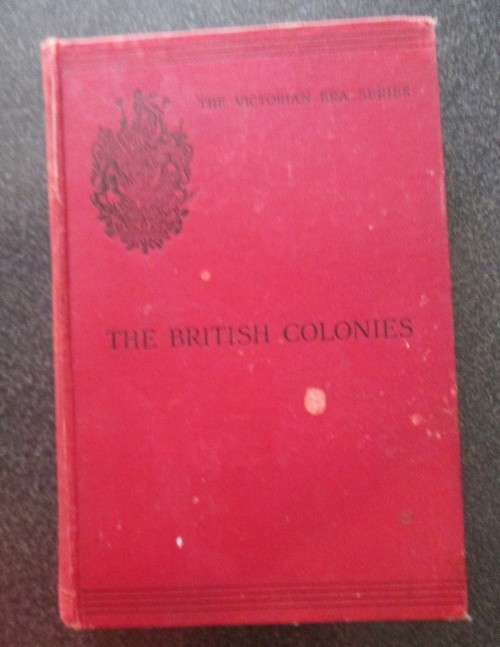 THE VICTORIAN ERA SERIES
THE BRITISH COLONIES